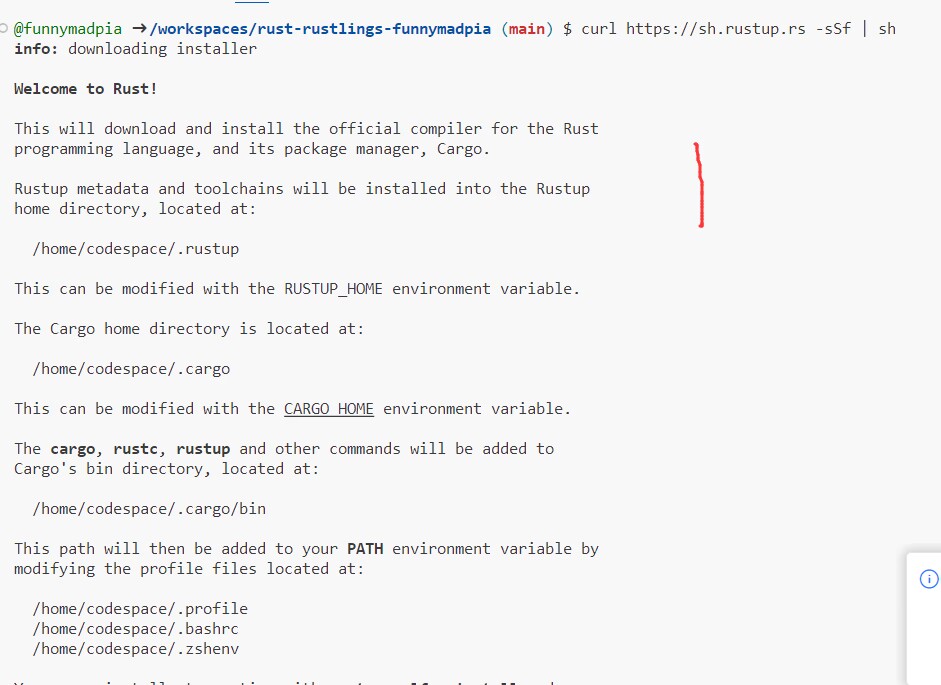 @funnymadpia →/workspaces/rust-rustlings-funnymadpia (main) $ curl https://sh.rustup.rs -sSf | sh
info: downloading installer
Welcome to Rust!
This will download and install the official compiler for the Rust
programming language, and its package manager, Cargo.
Rustup metadata and toolchains will be installed into the Rustup
home directory, located at:
/home/codespace/.rustup
This can be modified with the RUSTUP_HOME environment variable.
The Cargo home directory is located at:
/home/codespace/.cargo
This can be modified with the CARGO_HOME environment variable.
The cargo, rustc, rustup and other commands will be added to
Cargo's bin directory, located at:
/home/codespace/.cargo/bin
This path will then be added to your PATH environment variable by
modifying the profile files located at:
/home/codespace/.profile
/home/codespace/.bashrc
/home/codespace/.zshenv